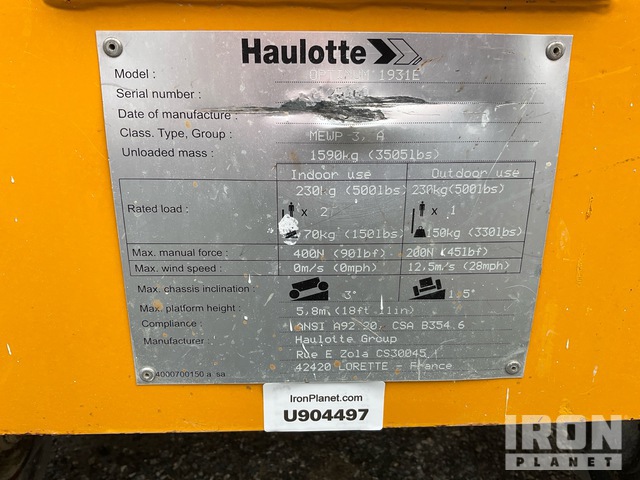 Haulotte
Model : OPTIMUM 1931E
Serial number :
Date of manufacture :
Class. Type, Group : MEWP 3, A
Unloaded mass : 1590kg (3505lbs)
Indoor use Outdoor use
230kg (500lbs) 230kg(500lbs)
Rated load : x 2 x 1
70kg (150lbs) 150kg (330lbs)
Max. manual force : 400N (90lbf) 200N (45lbf)
Max. wind speed : 0m/s (0mph) 12,5m/s (28mph)
Max. chassis inclination : 3° 1.5°
Max. platform height : 5,8m (18ft 11in)
Compliance : ANSI A92.20, CSA B354.6
Manufacturer : Haulotte Group
Rue E Zola CS30045
42420 LORETTE - France
4000700150 a sa
IronPlanet.com
U904497
IRON
PLANET